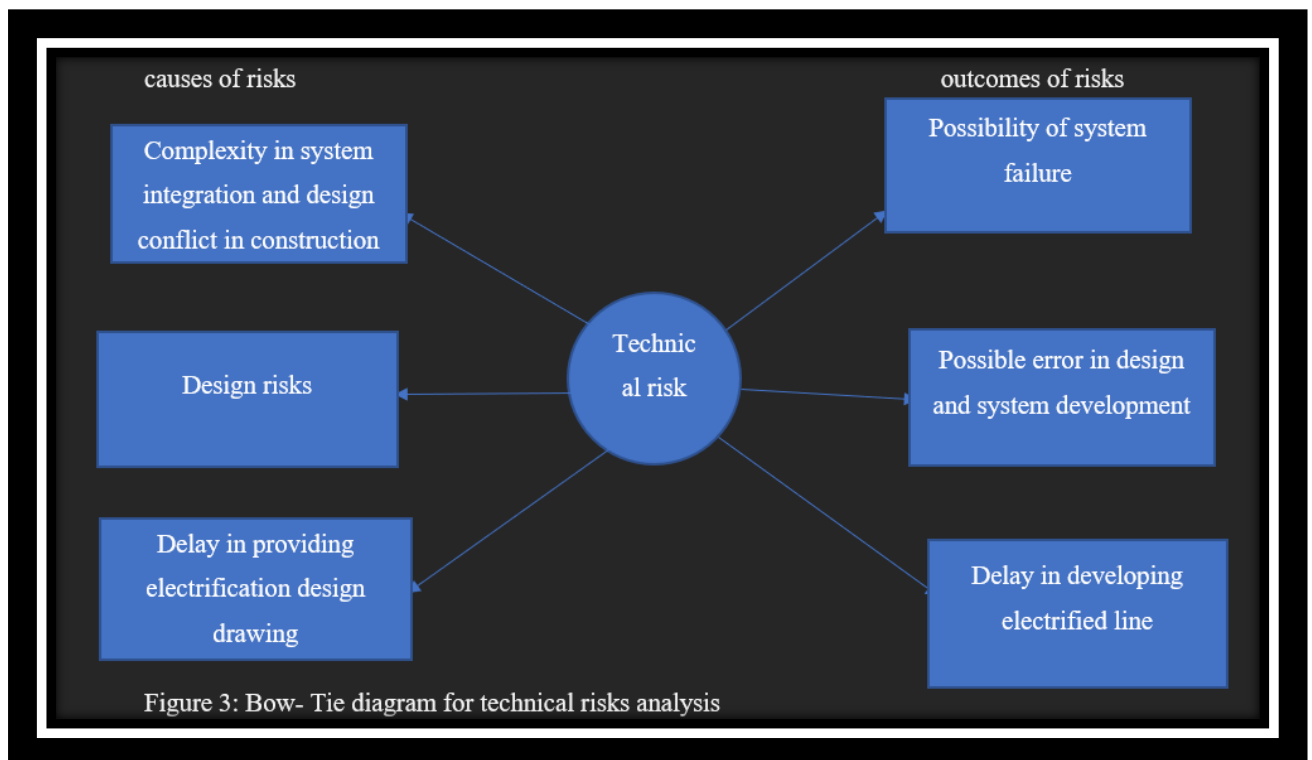 causes of risks
outcomes of risks
Complexity in system
integration and design
conflict in construction
Possibility of system
failure
Technic
al risk
Design risks
Possible error in design
and system development
Delay in providing
electrification design
drawing
Delay in developing
electrified line
Figure 3: Bow- Tie diagram for technical risks analysis